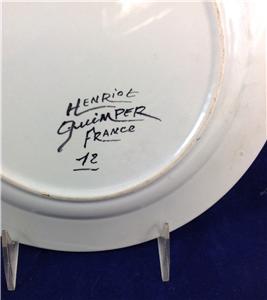 HENRIOT
QUIMPER
FRANCE
12